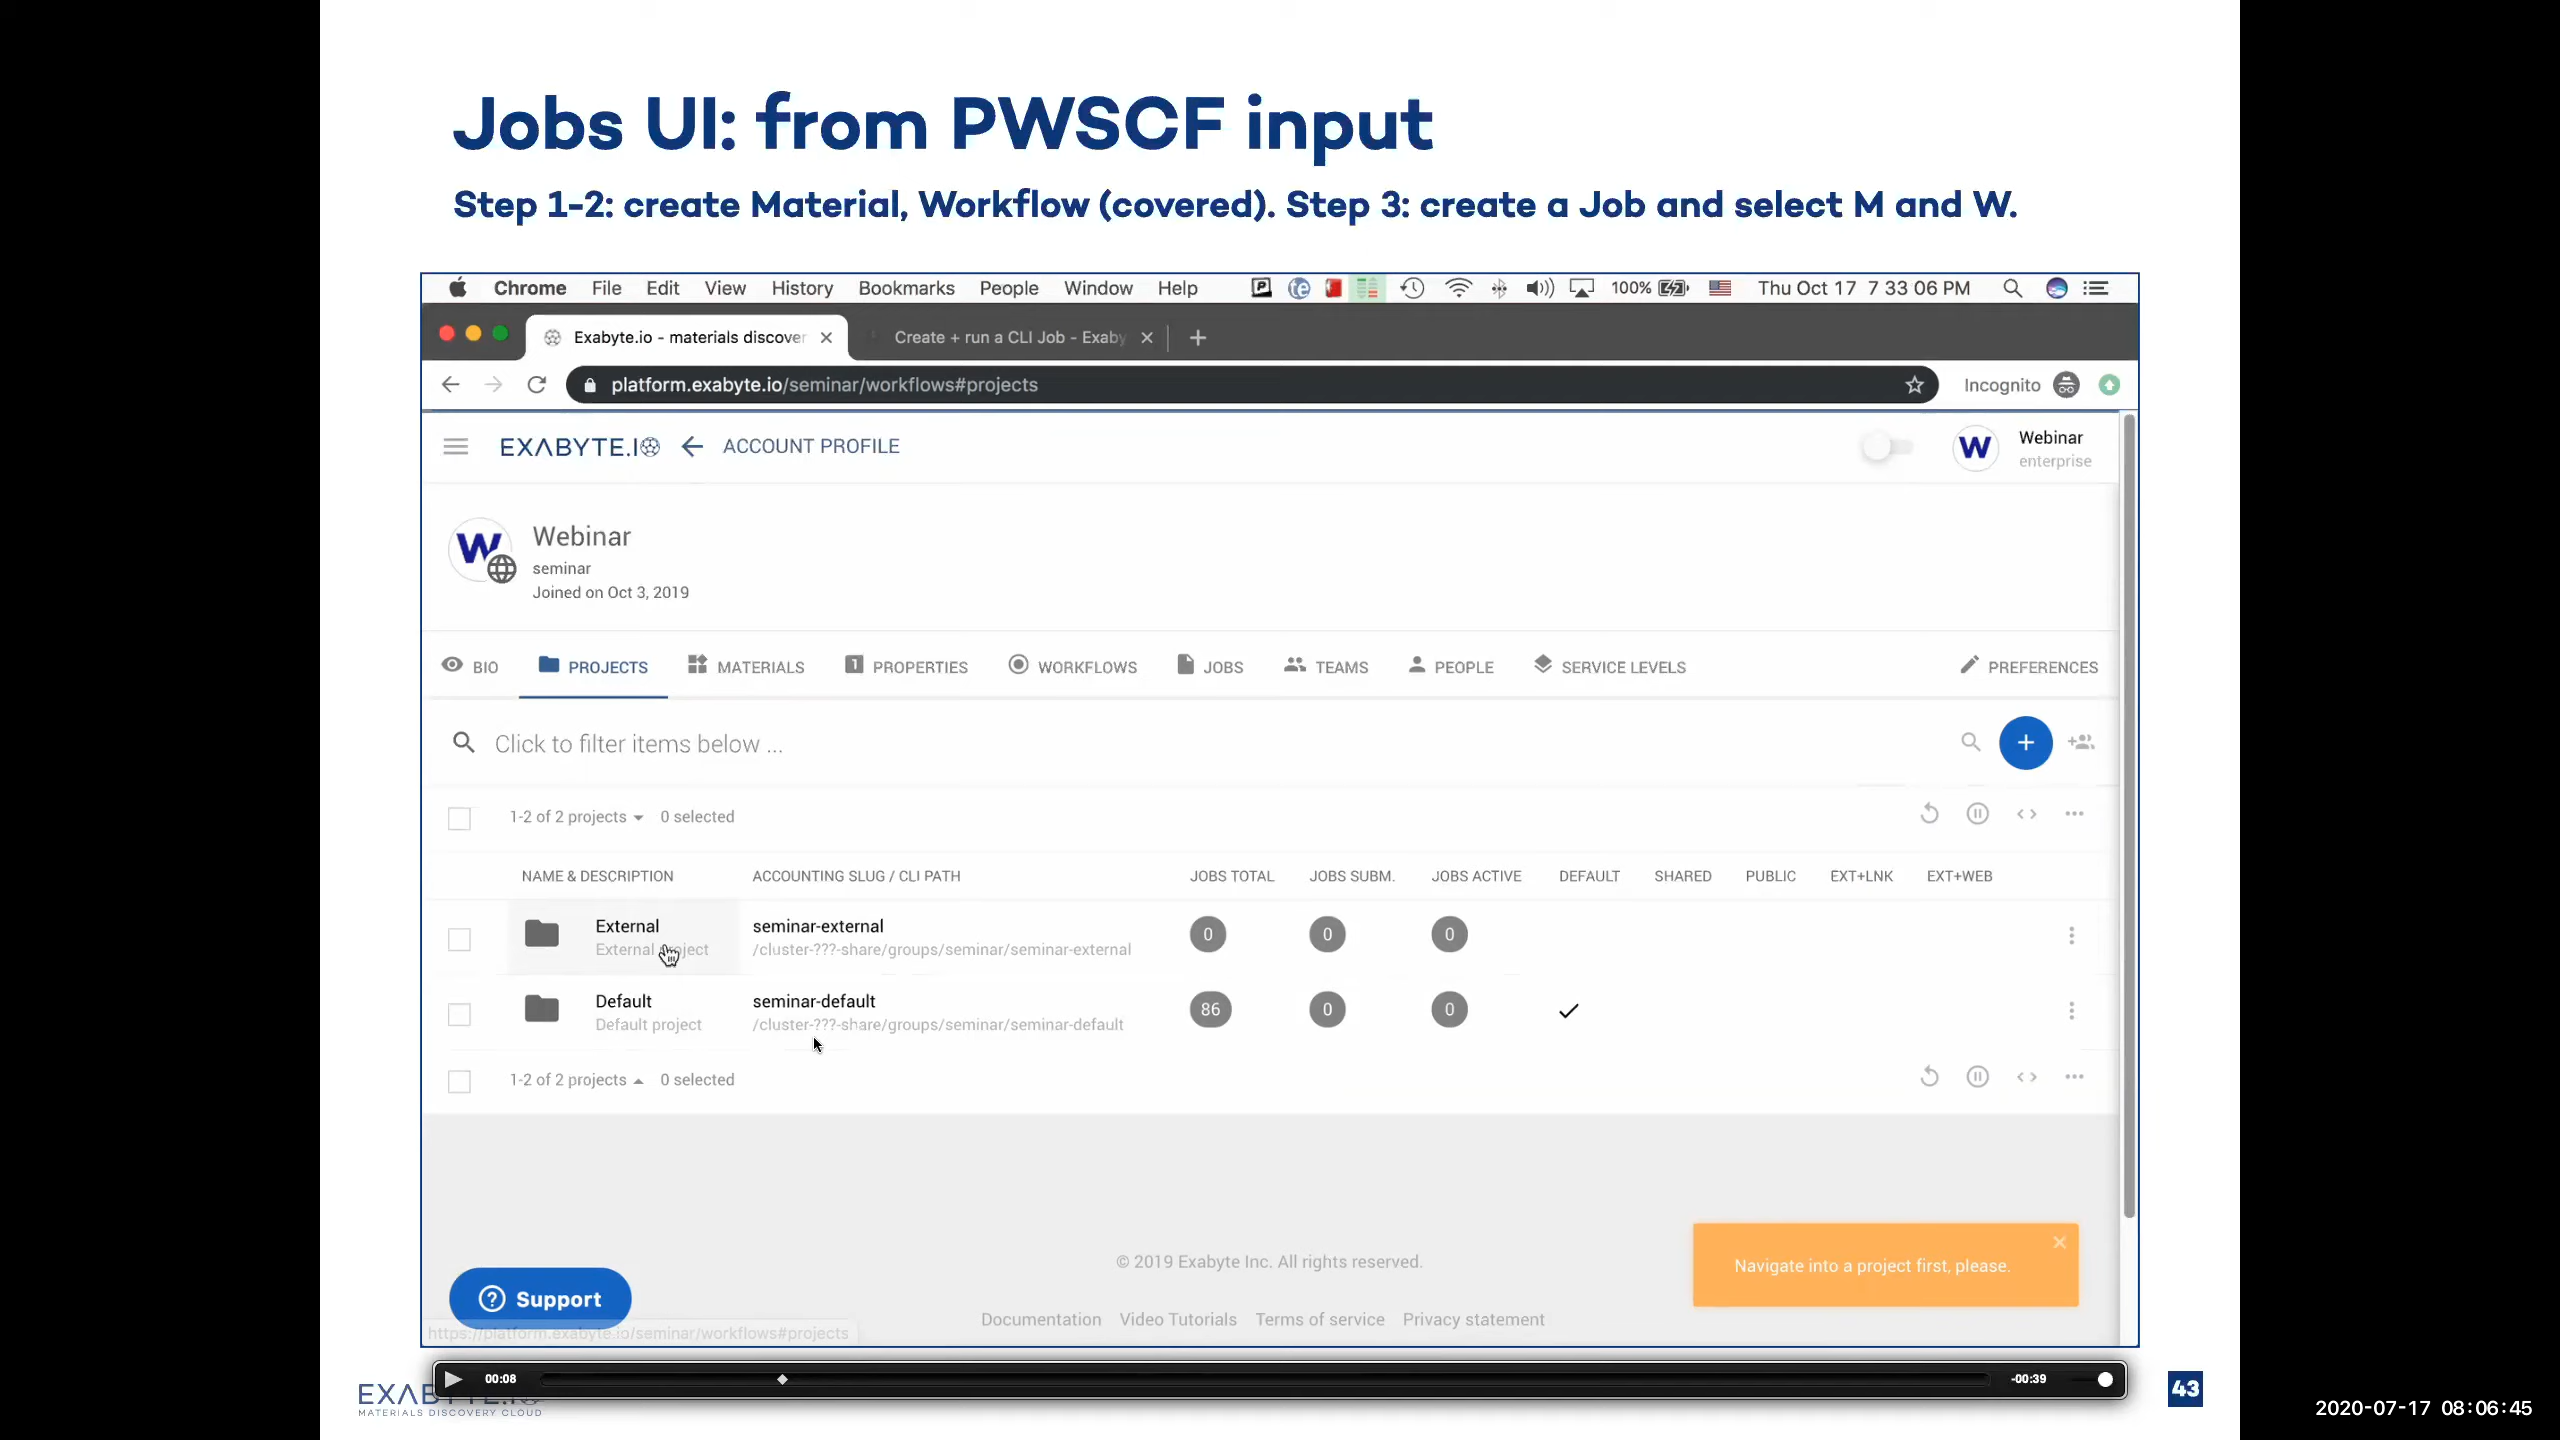 Jobs UI: from PWSCF input
Step 1-2: create Material, Workflow (covered). Step 3: create a Job and select M and W.
Chrome File Edit View History Bookmarks People Window Help 100% Thu Oct 17 7 33 06 PM
Exabyte.io - materials discover Create + run a CLI Job - Exaby
platform.exabyte.io/seminar/workflows#projects Incognito
EXABYTE.IO ACCOUNT PROFILE W Webinar
enterprise
W Webinar
seminar
Joined on Oct 3, 2019
BIO PROJECTS MATERIALS PROPERTIES WORKFLOWS JOBS TEAMS PEOPLE SERVICE LEVELS PREFERENCES
Click to filter items below ...
1-2 of 2 projects 0 selected
NAME & DESCRIPTION ACCOUNTING SLUG / CLI PATH JOBS TOTAL JOBS SUBM. JOBS ACTIVE DEFAULT SHARED PUBLIC EXT+LNK EXT+WEB
External seminar-external 0 0 0
External /cluster-???-share/groups/seminar/seminar-external
Default seminar-default 86 0 0
Default project /cluster-???-share/groups/seminar/seminar-default
1-2 of 2 projects 0 selected
© 2019 Exabyte Inc. All rights reserved.
Navigate into a project first, please.
Support
Documentation Video Tutorials Terms of service Privacy statement
https://platform.exabyte.io/seminar/workflows#projects
00:08 -00:39
MATERIALS DISCOVERY CLOUD
43
2020-07-17 08:06:45